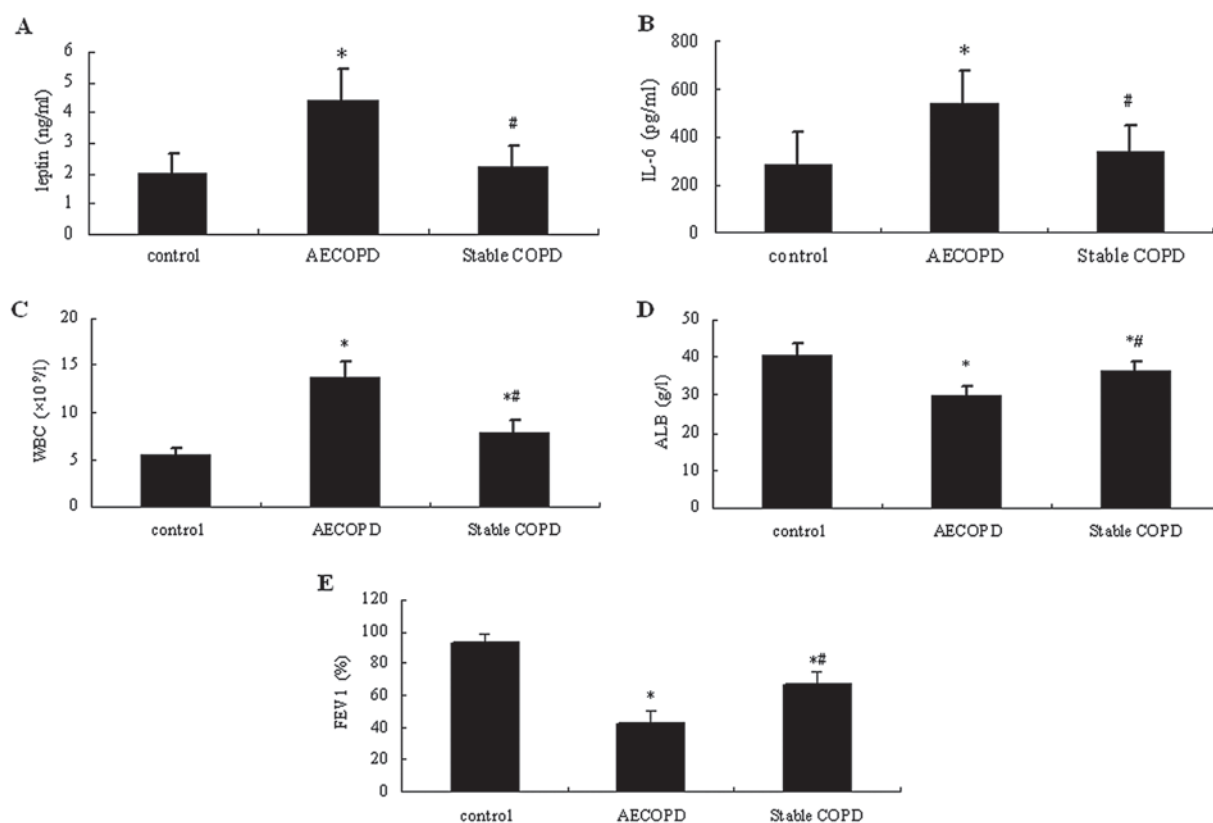 A
leptin (ng/ml)
6
5
4
3
2
1
0
*
#
control AECOPD Stable COPD
B
IL-6 (pg/ml)
800
600
400
200
0
*
#
control AECOPD Stable COPD
C
WBC (×10⁹/l)
20
15
10
5
0
*
*#
control AECOPD Stable COPD
D
ALB (g/l)
50
40
30
20
10
0
*
*#
control AECOPD Stable COPD
E
FEV1 (%)
120
100
80
60
40
20
0
*
*#
control AECOPD Stable COPD